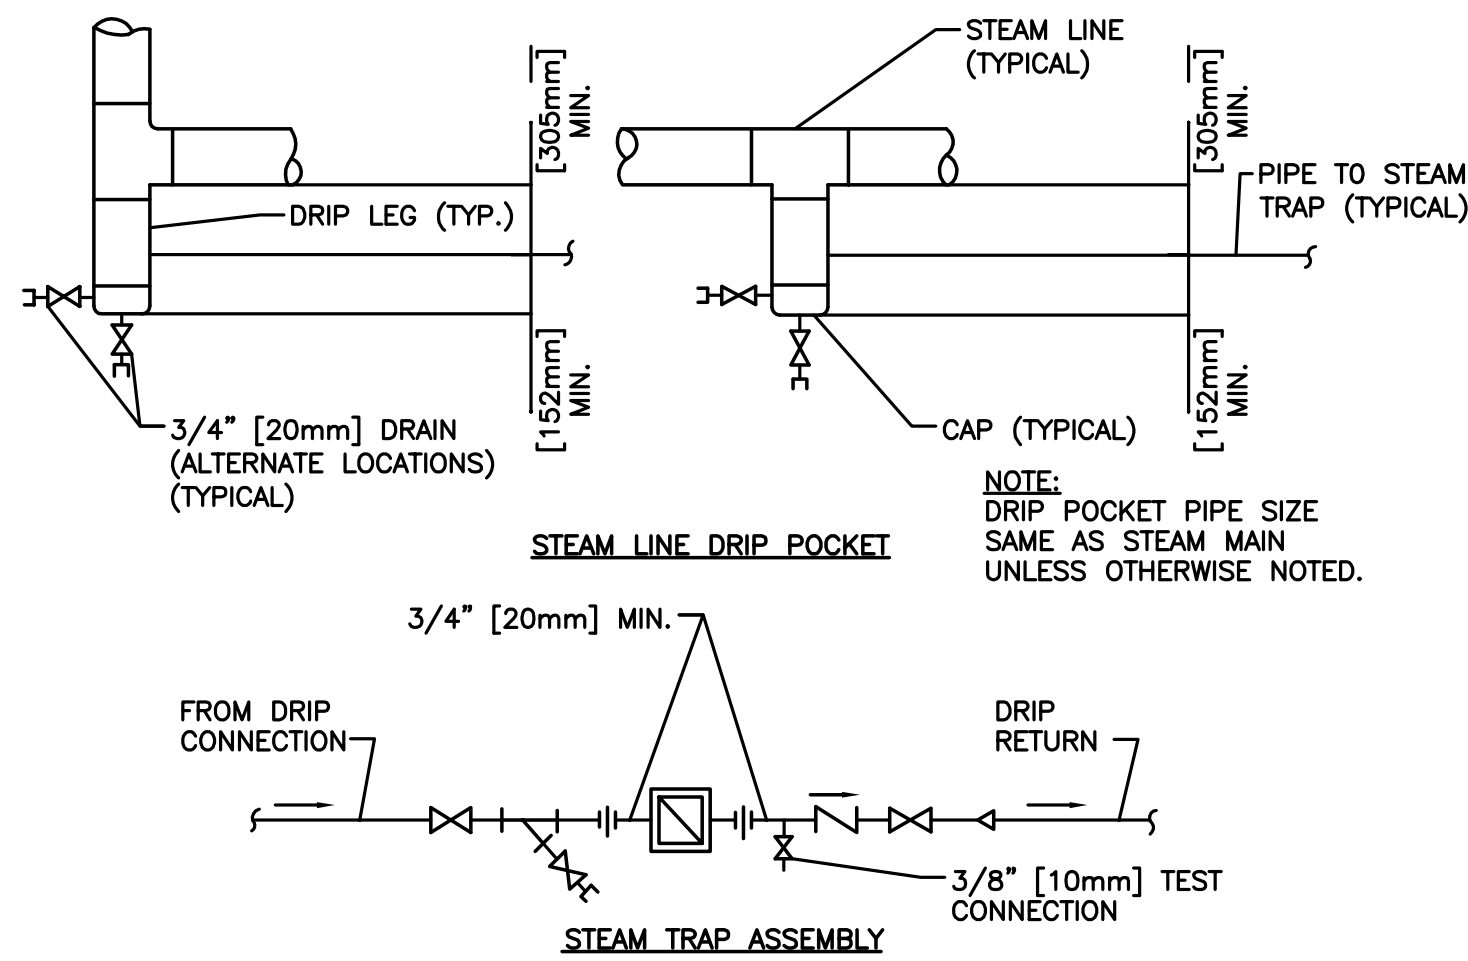 STEAM LINE
(TYPICAL)
[305mm]
MIN.
[305mm]
MIN.
PIPE TO STEAM
TRAP (TYPICAL)
DRIP LEG (TYP.)
[152mm]
MIN.
[152mm]
MIN.
3/4" [20mm] DRAIN
(ALTERNATE LOCATIONS)
(TYPICAL)
CAP (TYPICAL)
NOTE:
DRIP POCKET PIPE SIZE
SAME AS STEAM MAIN
UNLESS OTHERWISE NOTED.
STEAM LINE DRIP POCKET
3/4" [20mm] MIN.
FROM DRIP
CONNECTION
DRIP
RETURN
3/8" [10mm] TEST
CONNECTION
STEAM TRAP ASSEMBLY